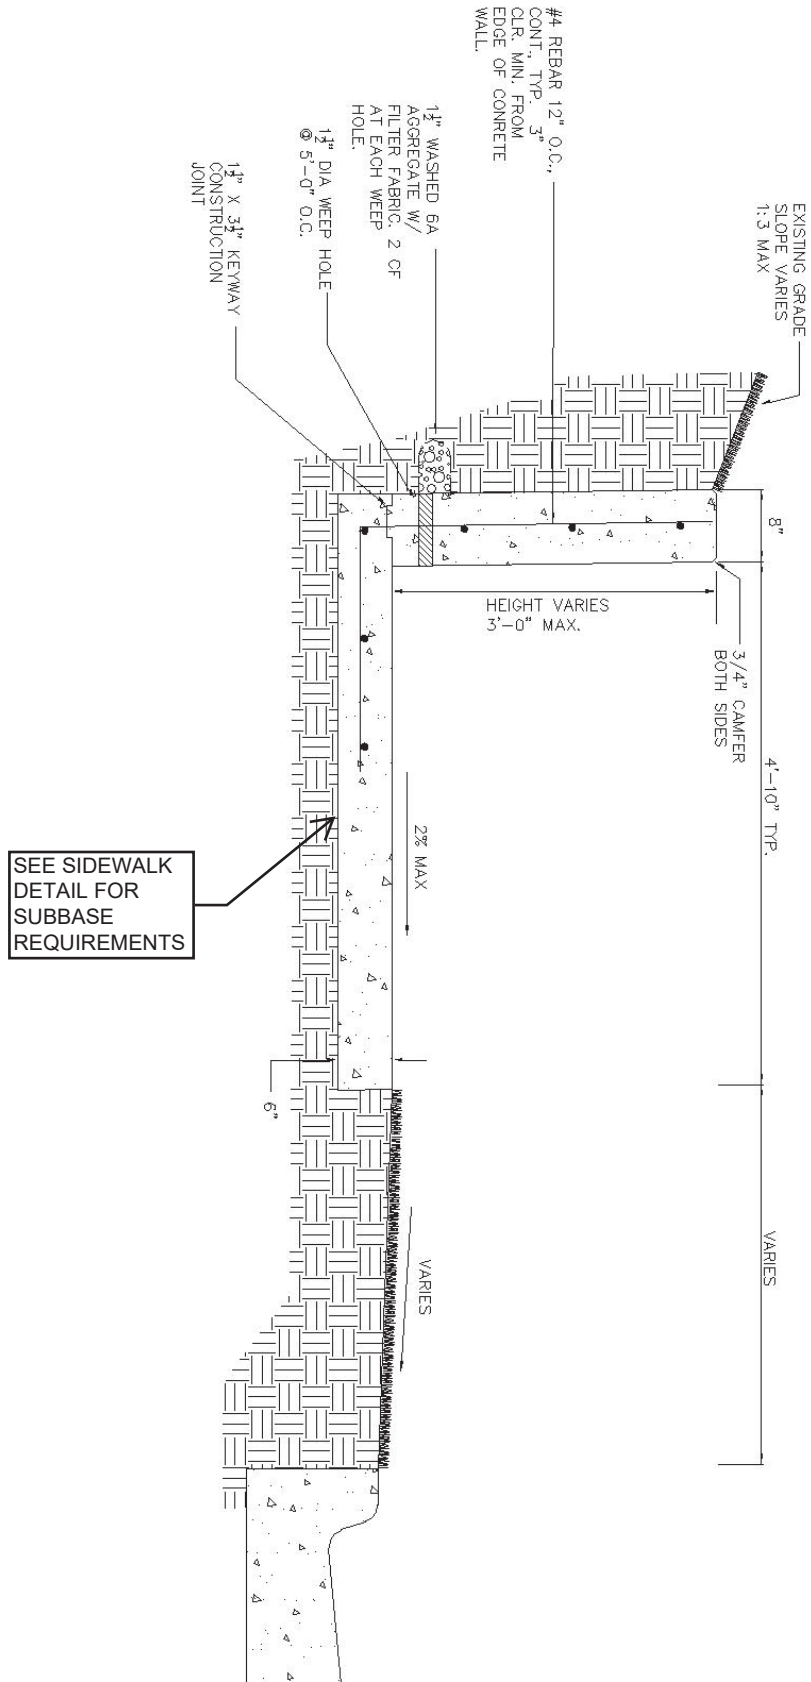 EXISTING GRADE
SLOPE VARIES
1:3 MAX
#4 REBAR 12" O.C.,
CONT., TYP. 3"
CLR. MIN. FROM
EDGE OF CONRETE
WALL.
1½" WASHED 6A
AGGREGATE W/
FILTER FABRIC. 2 CF
AT EACH WEEP
HOLE.
1½" DIA WEEP HOLE
@ 5'-0" O.C.
1½" X 3½" KEYWAY
CONSTRUCTION
JOINT
8"
4'-10" TYP.
VARIES
3/4" CAMFER
BOTH SIDES
HEIGHT VARIES
3'-0" MAX.
2% MAX
VARIES
6"
SEE SIDEWALK
DETAIL FOR
SUBBASE
REQUIREMENTS